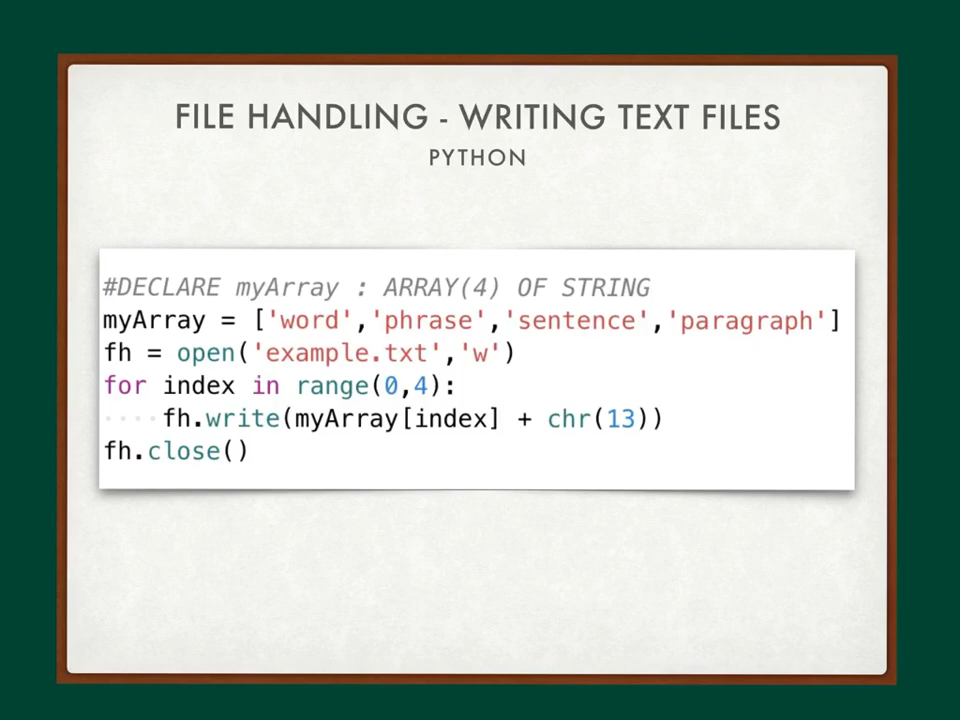 FILE HANDLING - WRITING TEXT FILES
PYTHON
#DECLARE myArray : ARRAY(4) OF STRING
myArray = ['word','phrase','sentence','paragraph']
fh = open('example.txt','w')
for index in range(0,4):
····fh.write(myArray[index] + chr(13))
fh.close()